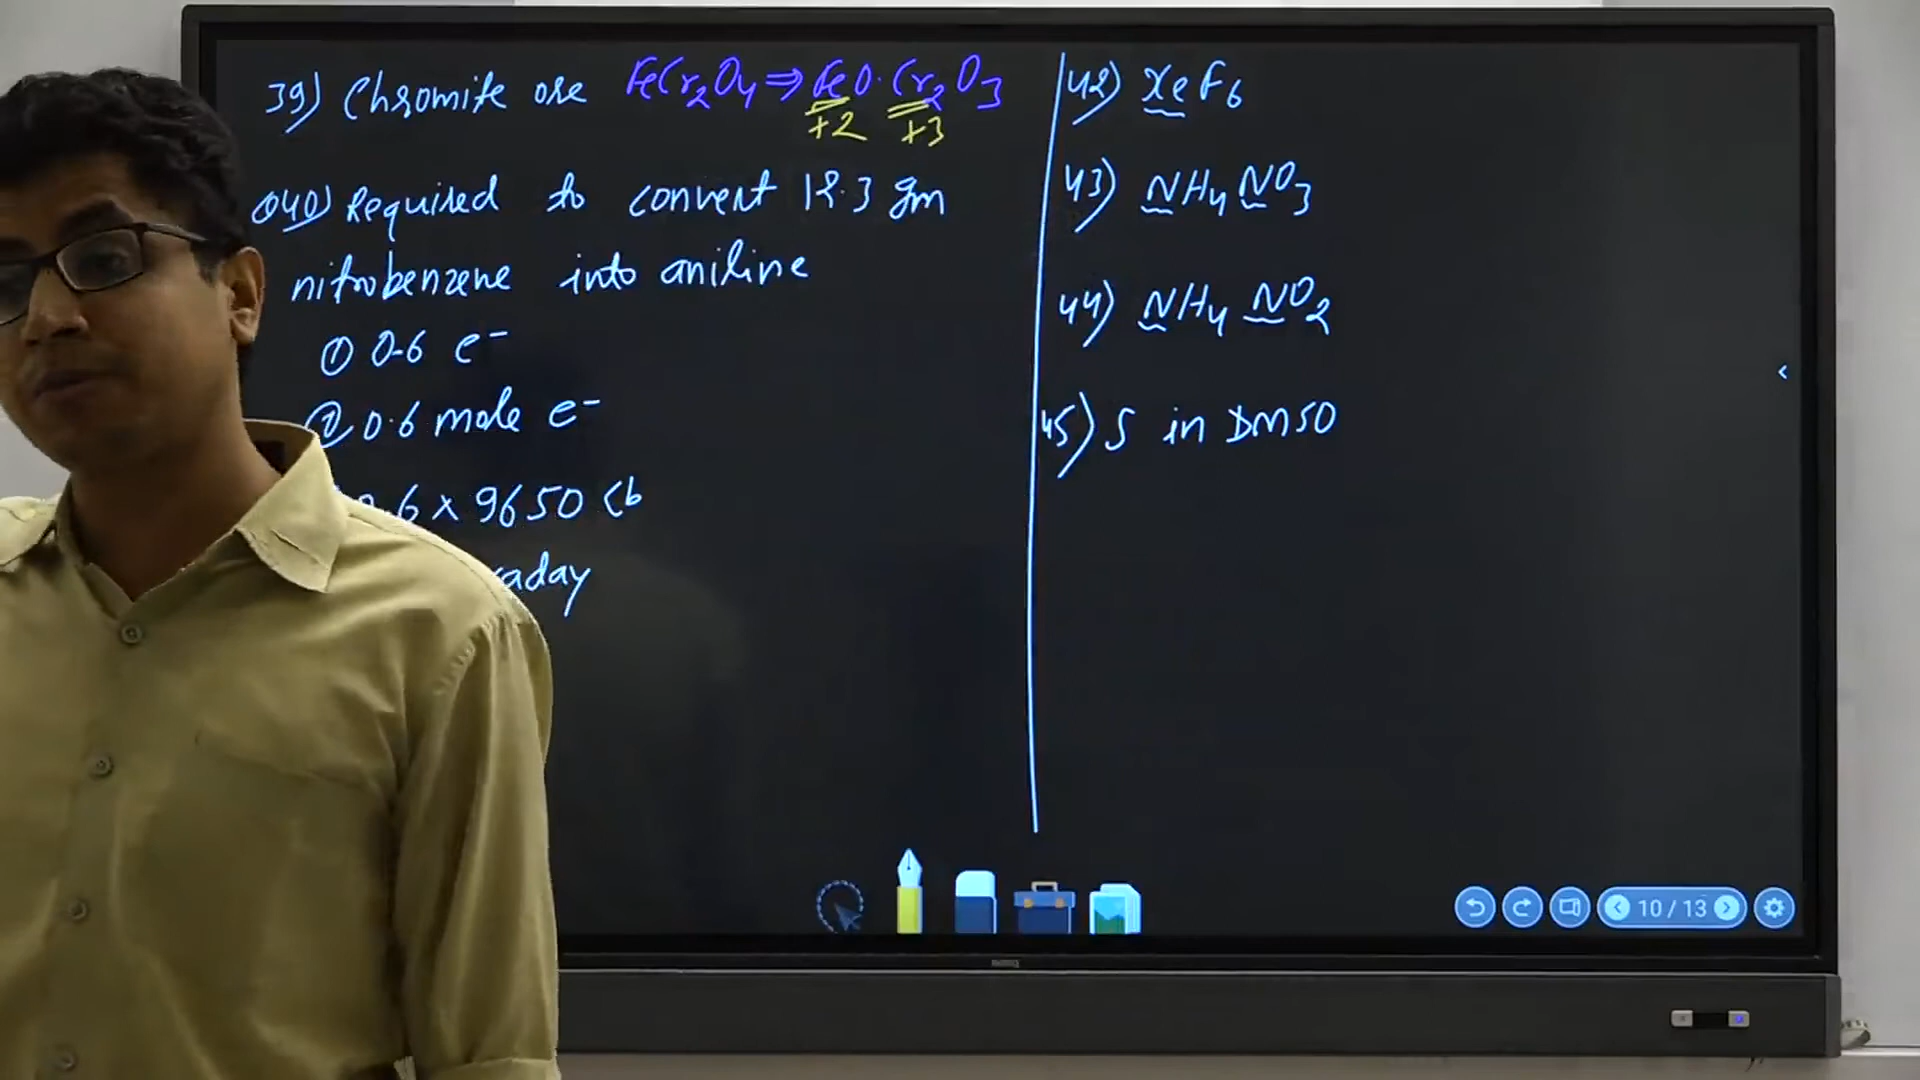 39) Chromite ore FeCr2O4 ⇒ FeO. Cr2O3
+2 +3
Q40) Required to convert 12.3 gm
nitrobenzene into aniline
① 0.6 e-
② 0.6 mole e-
.6 x 9650 Cb
aday
42) XeF6
43) NH4NO3
44) NH4 NO2
45) S in DMSO
10 / 13